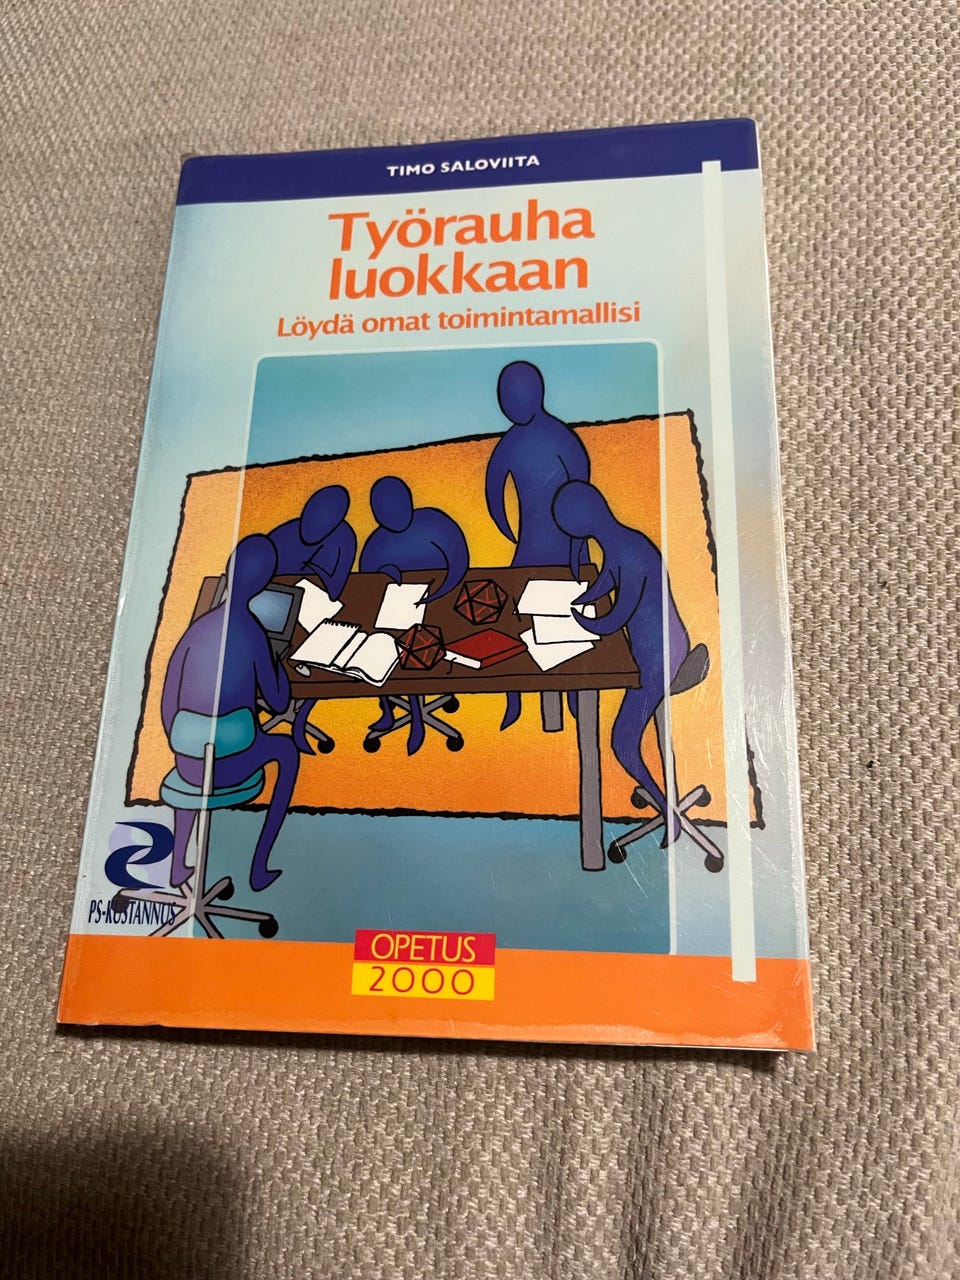 TIMO SALOVIITA
Työrauha
luokkaan
Löydä omat toimintamallisi
PS-KUSTANNUS
OPETUS
2000